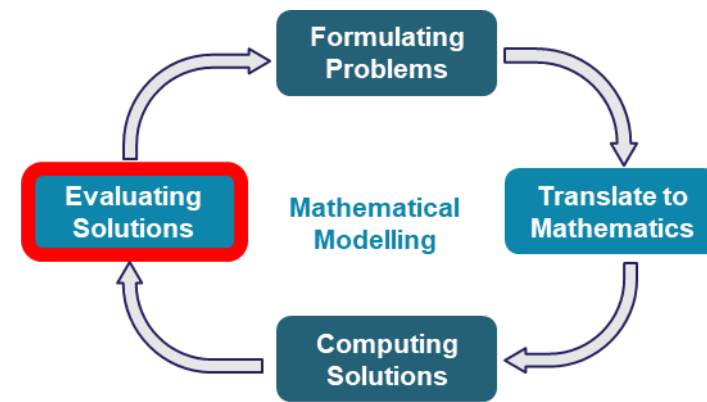 Formulating
Problems
Evaluating
Solutions
Mathematical
Modelling
Translate to
Mathematics
Computing
Solutions